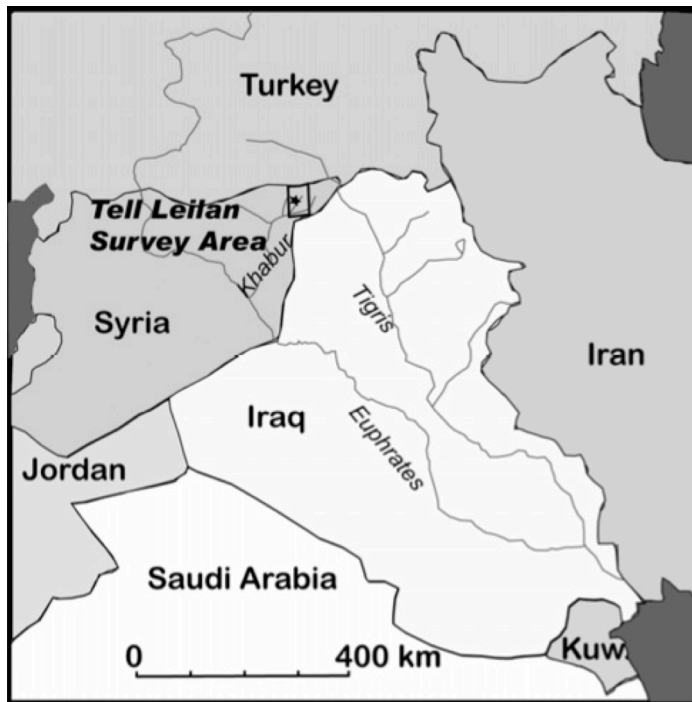 Turkey
Tell Leilan
Survey Area
Khabur
Syria
Tigris
Iran
Iraq
Euphrates
Jordan
Saudi Arabia
Kuw.
0 400 km